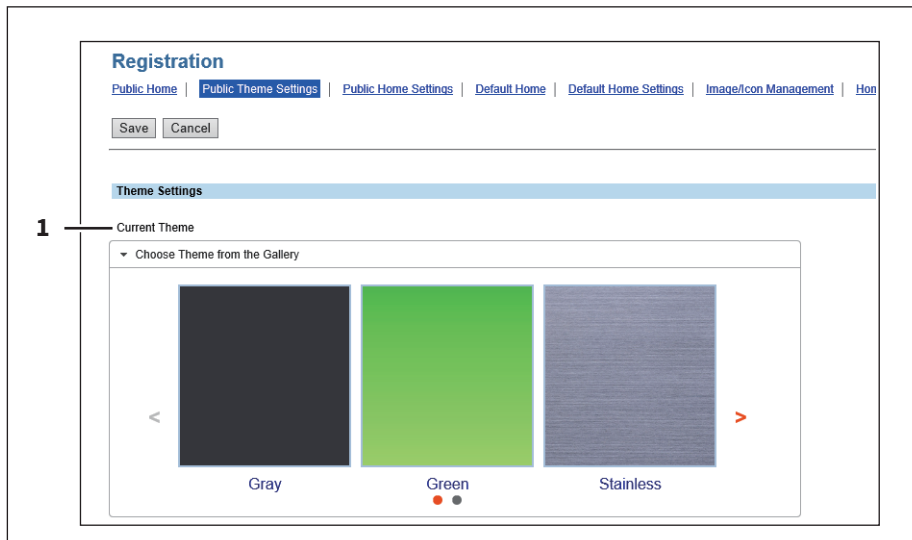 Registration
Public Home | Public Theme Settings | Public Home Settings | Default Home | Default Home Settings | Image/Icon Management | Hon
Save Cancel
Theme Settings
1 Current Theme
Choose Theme from the Gallery
< >
Gray Green Stainless